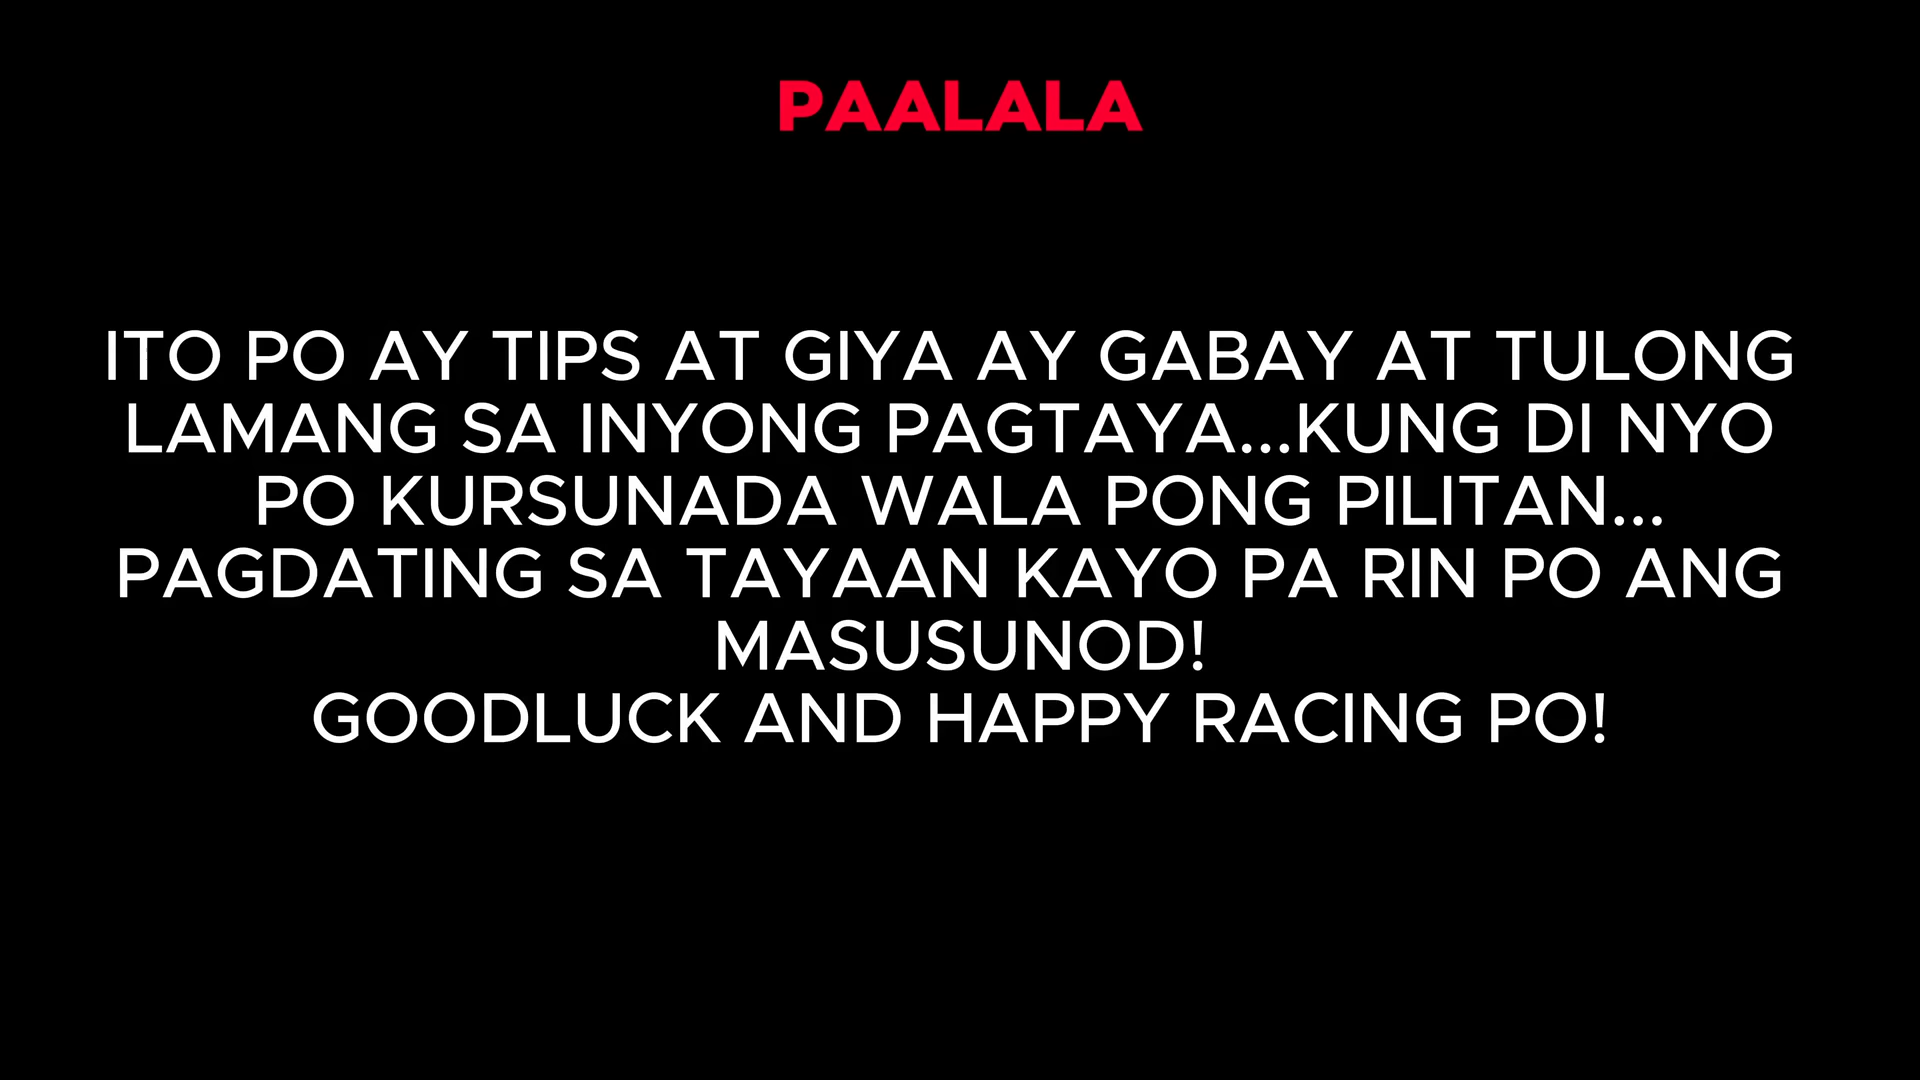 PAALALA
ITO PO AY TIPS AT GIYA AY GABAY AT TULONG
LAMANG SA INYONG PAGTAYA...KUNG DI NYO
PO KURSUNADA WALA PONG PILITAN...
PAGDATING SA TAYAAN KAYO PA RIN PO ANG
MASUSUNOD!
GOODLUCK AND HAPPY RACING PO!